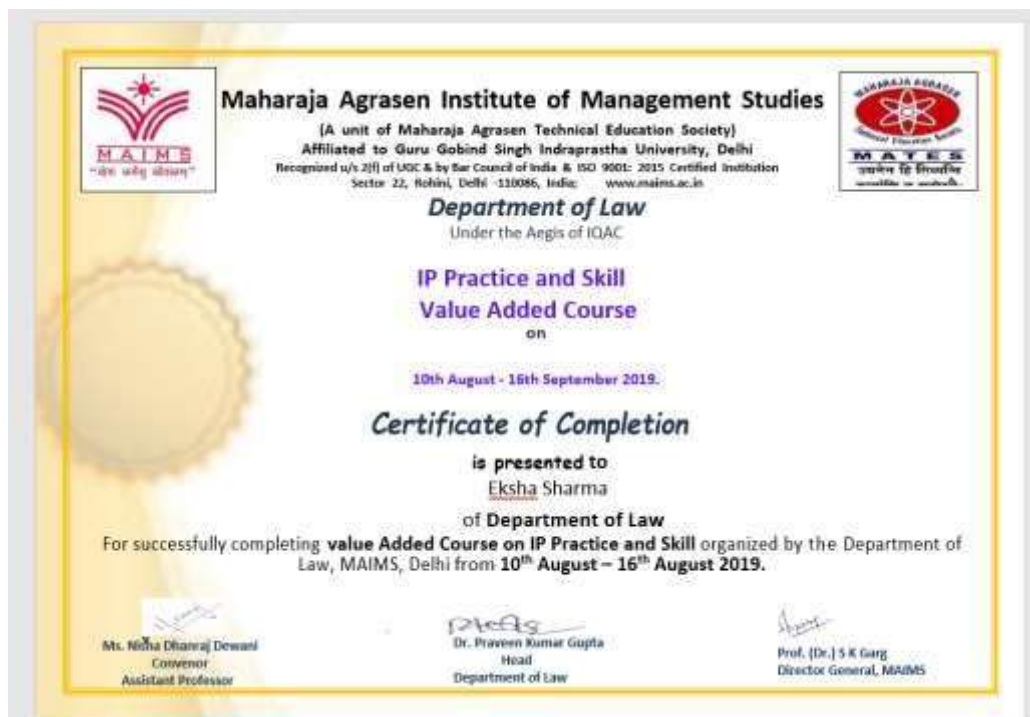 Maharaja Agrasen Institute of Management Studies
(A unit of Maharaja Agrasen Technical Education Society)
Affiliated to Guru Gobind Singh Indraprastha University, Delhi
Recognized u/s 2(f) of UGC & by Bar Council of India & ISO 9001: 2015 Certified Institution
Sector 22, Rohini, Delhi -110086, India; www.maims.ac.in
MAIMS
MAHARAJA AGRASEN
Technical Education Society
MATES
Department of Law
Under the Aegis of IQAC
IP Practice and Skill
Value Added Course
on
10th August - 16th September 2019.
Certificate of Completion
is presented to
Eksha Sharma
of Department of Law
For successfully completing value Added Course on IP Practice and Skill organized by the Department of
Law, MAIMS, Delhi from 10th August – 16th August 2019.
Ms. Nisha Dhanraj Dewani
Convenor
Assistant Professor
Dr. Praveen Kumar Gupta
Head
Department of Law
Prof. (Dr.) S K Garg
Director General, MAIMS